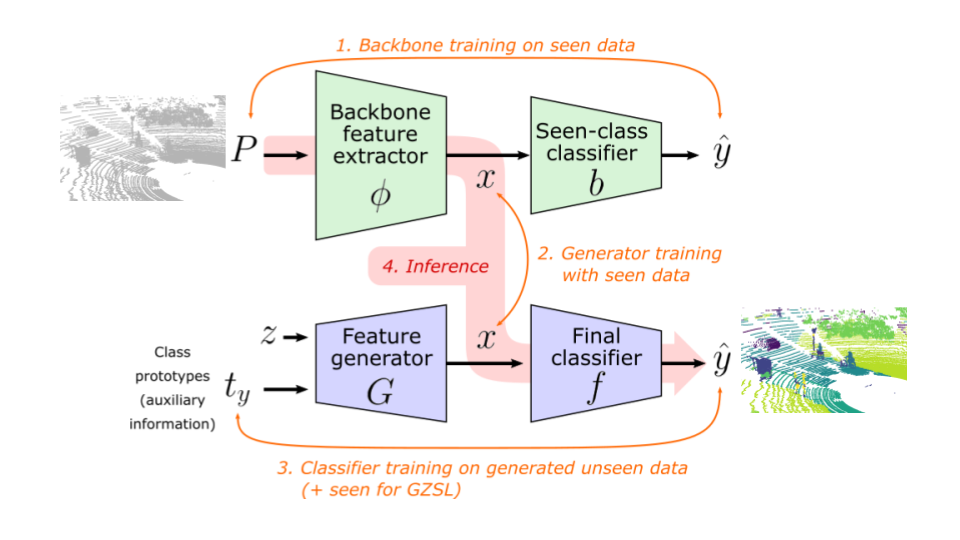 1. Backbone training on seen data
Backbone
feature
extractor
ϕ
P
x
Seen-class
classifier
b
ŷ
4. Inference
2. Generator training
with seen data
z
Class
prototypes
(auxiliary
information)
t_y
Feature
generator
G
x
Final
classifier
f
ŷ
3. Classifier training on generated unseen data
(+ seen for GZSL)